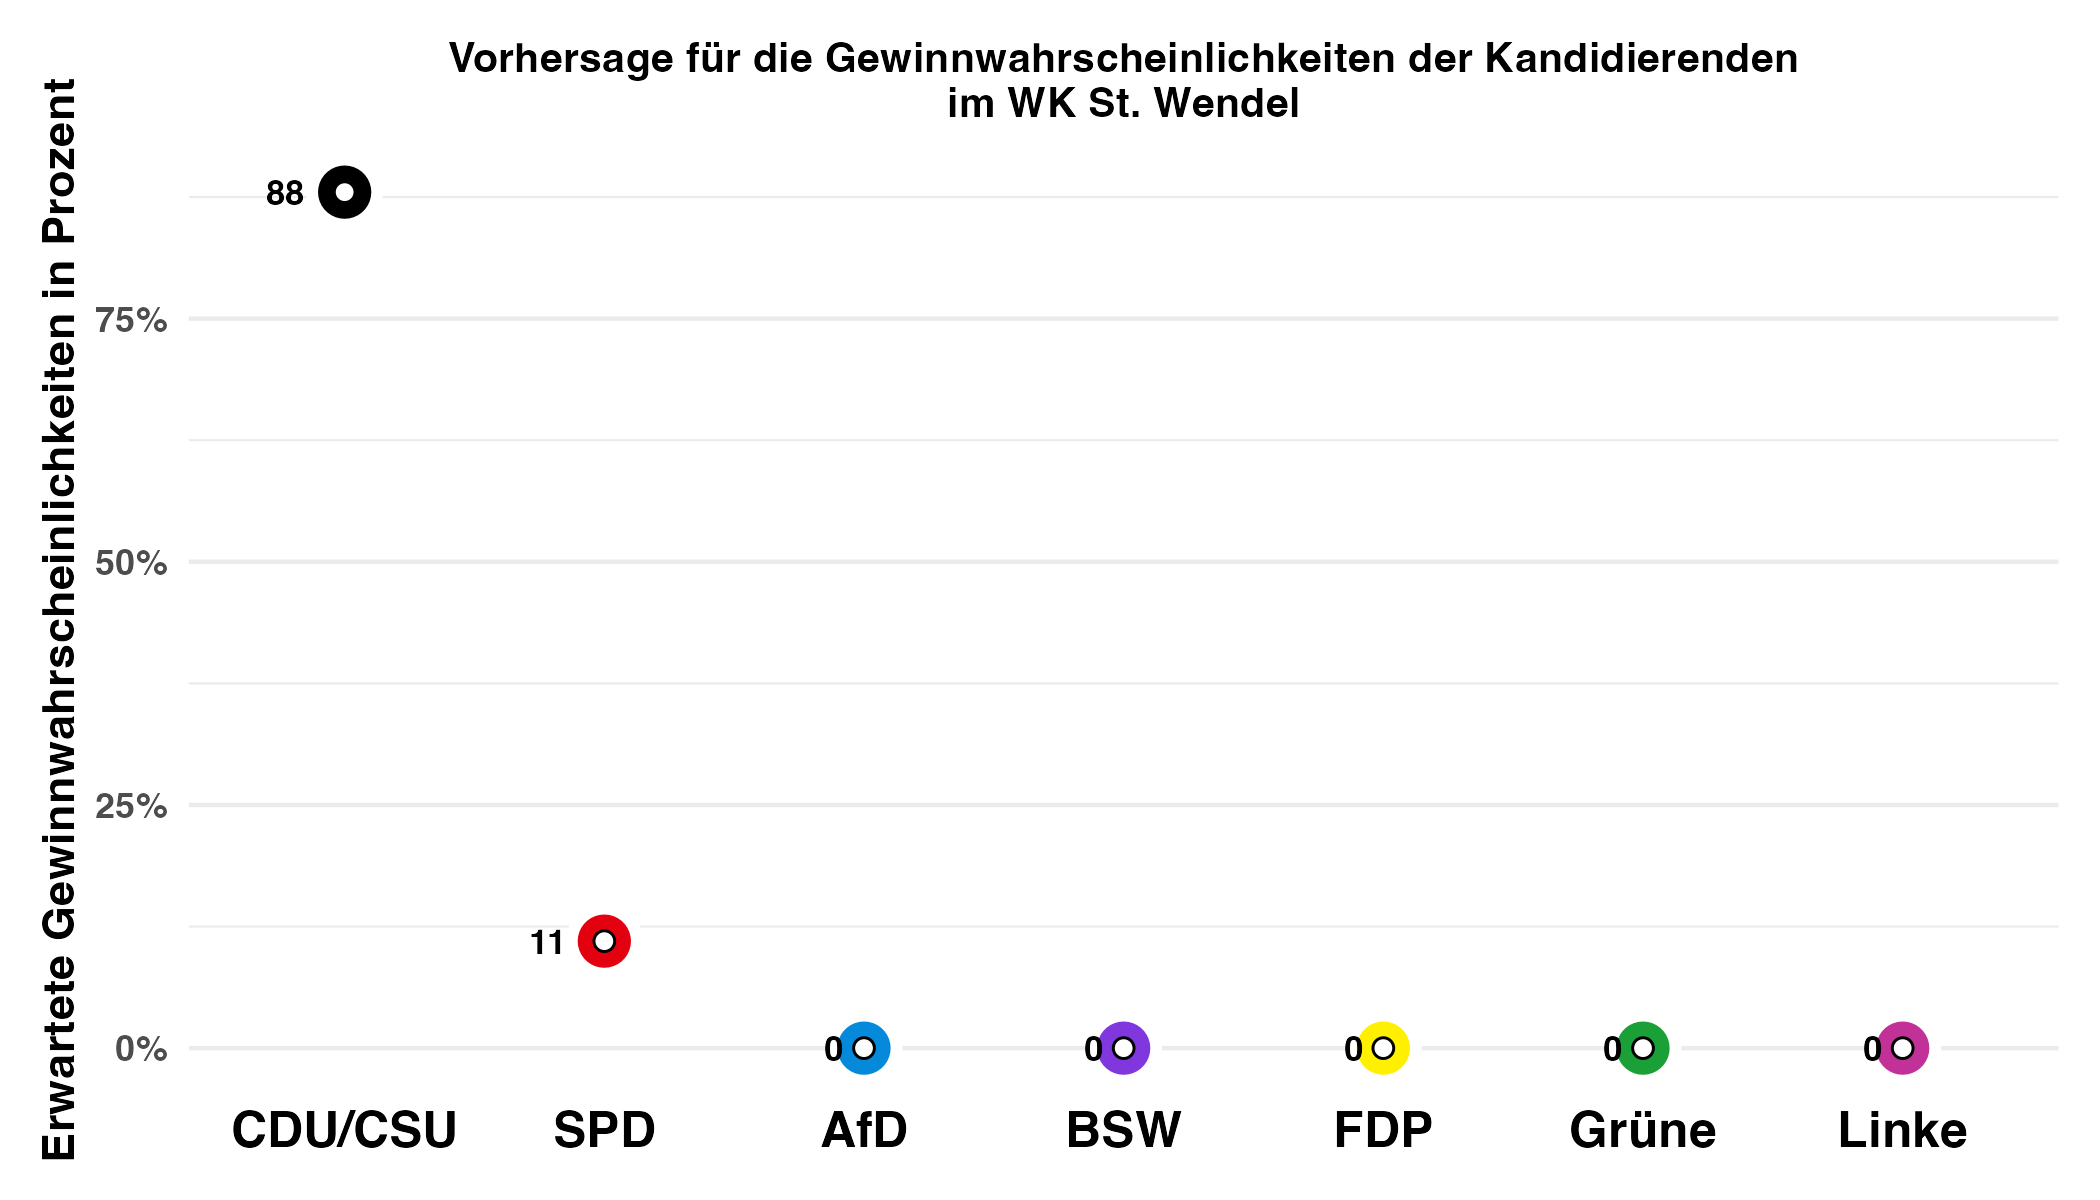 Vorhersage für die Gewinnwahrscheinlichkeiten der Kandidierenden
im WK St. Wendel
Erwartete Gewinnwahrscheinlichkeiten in Prozent
88
75%
50%
25%
11
0%
0
0
0
0
0
CDU/CSU
SPD
AfD
BSW
FDP
Grüne
Linke